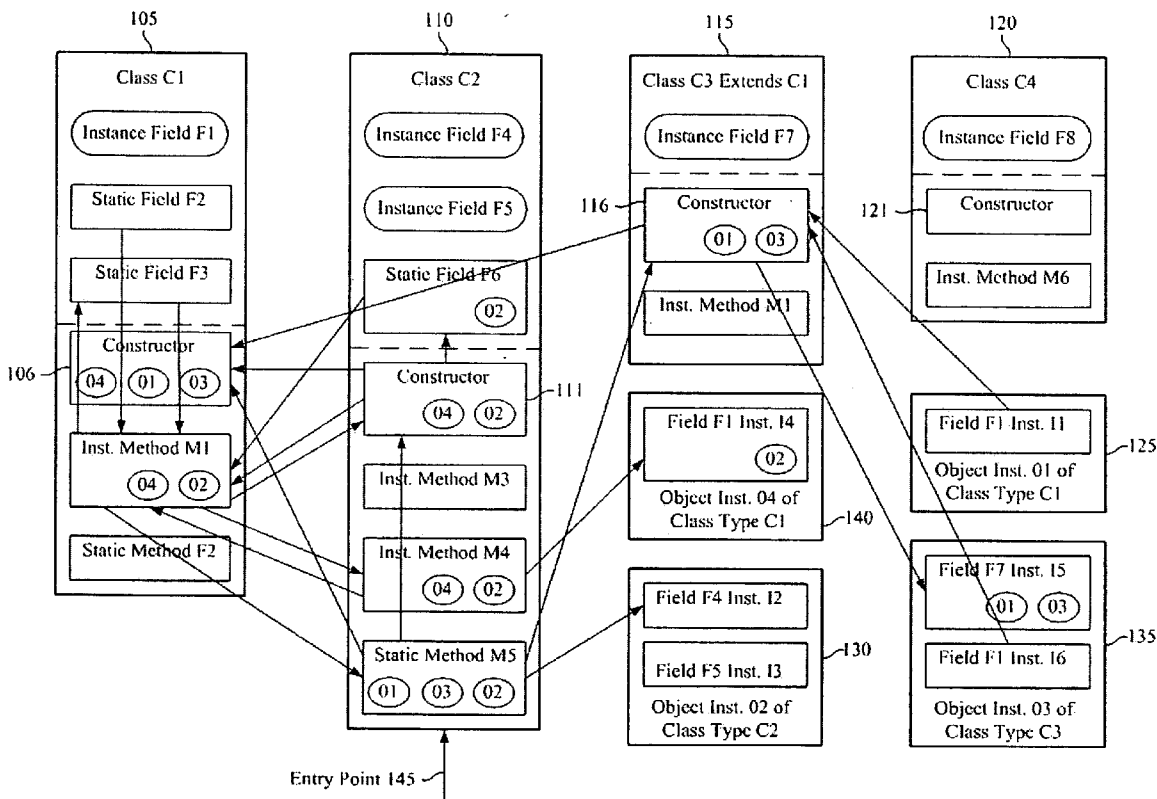 105
110
115
120
Class C1
Instance Field F1
Static Field F2
Static Field F3
Constructor
04 01 03
106
Inst. Method M1
04 02
Static Method F2
Class C2
Instance Field F4
Instance Field F5
Static Field F6
02
Constructor
04 02
111
Inst. Method M3
Inst. Method M4
04 02
Static Method M5
01 03 02
Entry Point 145
Class C3 Extends C1
Instance Field F7
116
Constructor
01 03
Inst. Method M1
Field F1 Inst. I4
02
Object Inst. 04 of
Class Type C1
140
Field F4 Inst. I2
Field F5 Inst. I3
130
Object Inst. 02 of
Class Type C2
Class C4
Instance Field F8
121
Constructor
Inst. Method M6
Field F1 Inst. I1
125
Object Inst. 01 of
Class Type C1
Field F7 Inst. I5
01 03
Field F1 Inst. I6
135
Object Inst. 03 of
Class Type C3